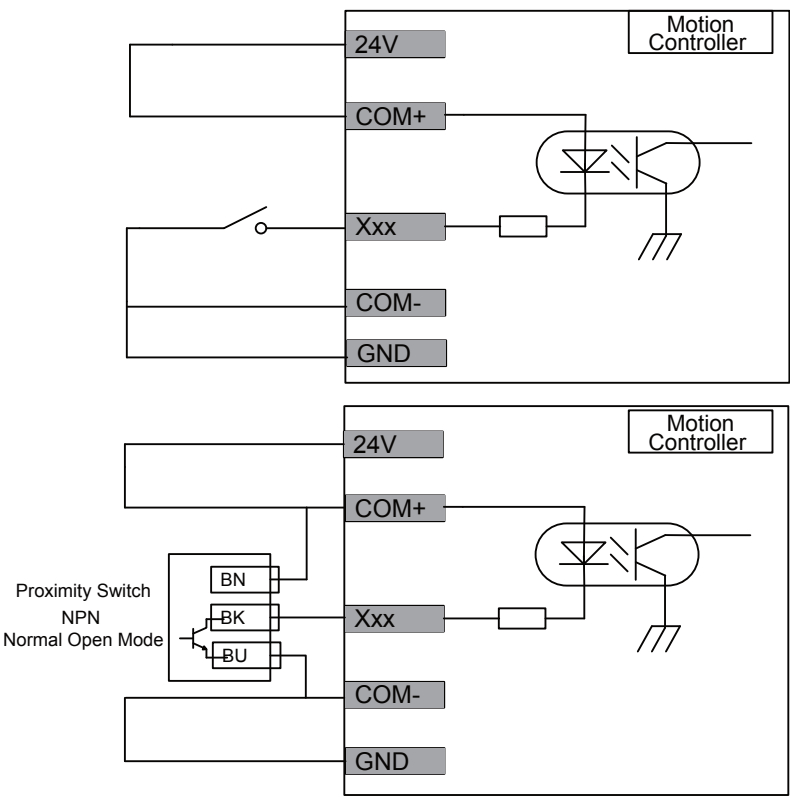 Motion
Controller
24V
COM+
Xxx
COM-
GND
Motion
Controller
24V
COM+
BN
Proximity Switch
NPN
Normal Open Mode
BK
Xxx
BU
COM-
GND